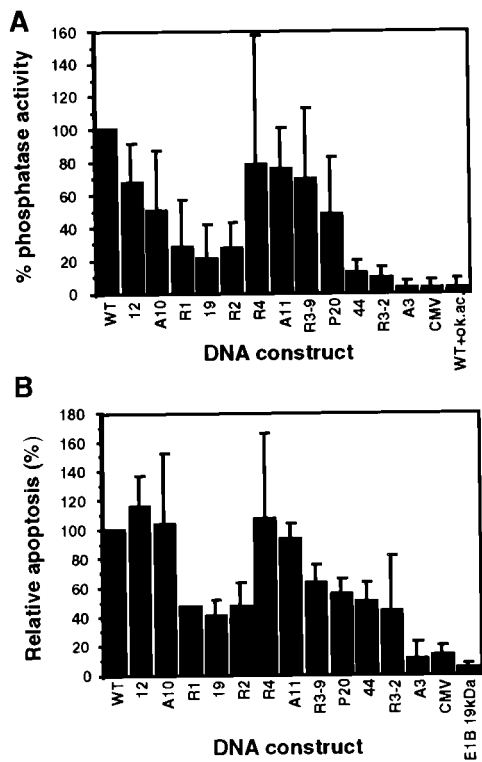 A
160
140
120
100
80
60
40
20
0
% phosphatase activity
WT 12 A10 R1 19 R2 R4 A11 R3-9 P20 44 R3-2 A3 CMV WT+ok.ac.
DNA construct
B
180
160
140
120
100
80
60
40
20
0
Relative apoptosis (%)
WT 12 A10 R1 19 R2 R4 A11 R3-9 P20 44 R3-2 A3 CMV E1B 19kDa
DNA construct